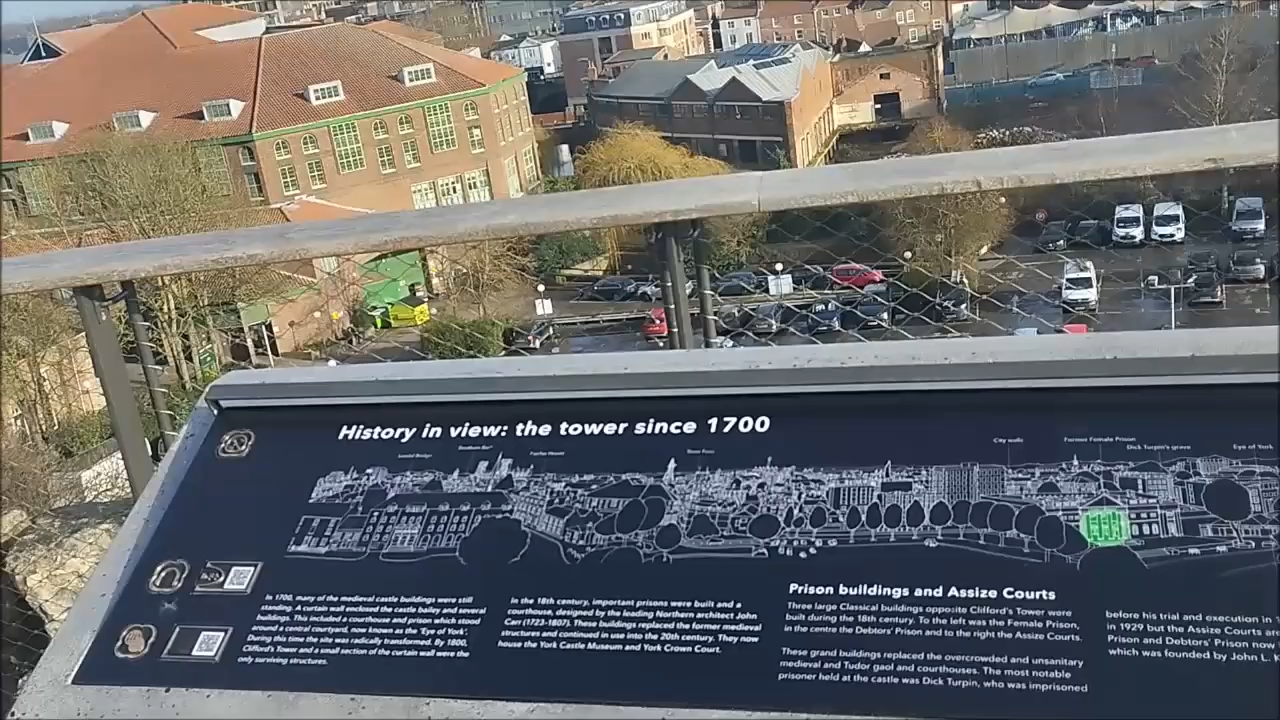 History in view: the tower since 1700
City walls
Former Female Prison
Dick Turpin's grave
Eye of York
Fairfax House
In 1700, many of the medieval castle buildings were still
standing. A curtain wall enclosed the castle bailey and several
buildings. This included a courthouse and prison which stood
around a central courtyard, now known as the 'Eye of York'.
During this time the site was radically transformed. By 1800,
Clifford's Tower and a small section of the curtain wall were the
only surviving structures.
In the 18th century, important prisons were built and a
courthouse, designed by the leading Northern architect John
Carr (1723-1807). These buildings replaced the former medieval
structures and continued in use into the 20th century. They now
house the York Castle Museum and York Crown Court.
Prison buildings and Assize Courts
Three large Classical buildings opposite Clifford's Tower were
built during the 18th century. To the left was the Female Prison,
in the centre the Debtors' Prison and to the right the Assize Courts.
These grand buildings replaced the overcrowded and unsanitary
medieval and Tudor gaol and courthouses. The most notable
prisoner held at the castle was Dick Turpin, who was imprisoned
before his trial and execution in
in 1929 but the Assize Courts
Prison and Debtors' Prison now
which was founded by John L.